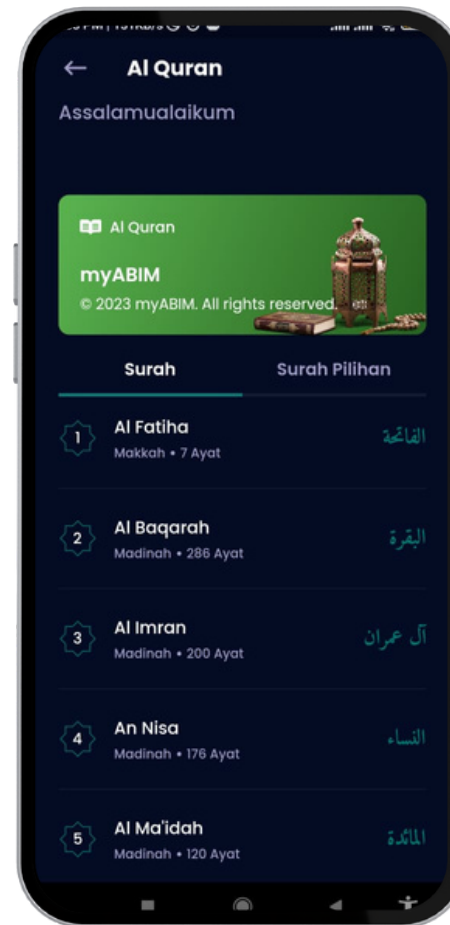 Al Quran
Assalamualaikum
Al Quran
myABIM
© 2023 myABIM. All rights reserved.
Surah
Surah Pilihan
1
Al Fatiha
الفاتحة
Makkah • 7 Ayat
2
Al Baqarah
البقرة
Madinah • 286 Ayat
3
Al Imran
آل عمران
Madinah • 200 Ayat
4
An Nisa
النساء
Madinah • 176 Ayat
5
Al Ma'idah
المائدة
Madinah • 120 Ayat